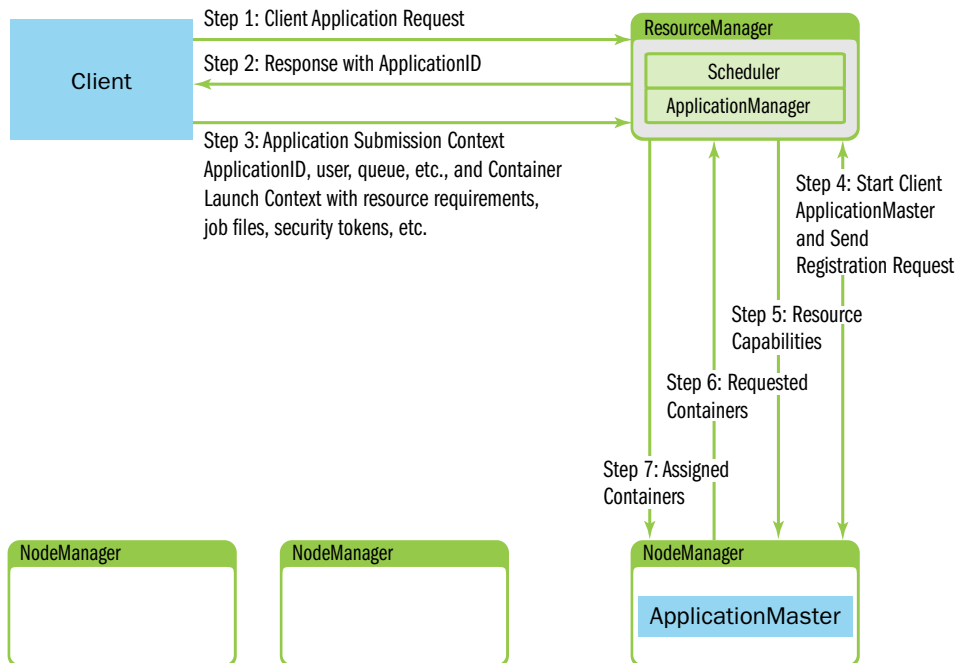 Step 1: Client Application Request
Client
Step 2: Response with ApplicationID
Step 3: Application Submission Context
ApplicationID, user, queue, etc., and Container
Launch Context with resource requirements,
job files, security tokens, etc.
ResourceManager
Scheduler
ApplicationManager
Step 4: Start Client
ApplicationMaster
and Send
Registration Request
Step 5: Resource
Capabilities
Step 6: Requested
Containers
Step 7: Assigned
Containers
NodeManager
NodeManager
NodeManager
ApplicationMaster